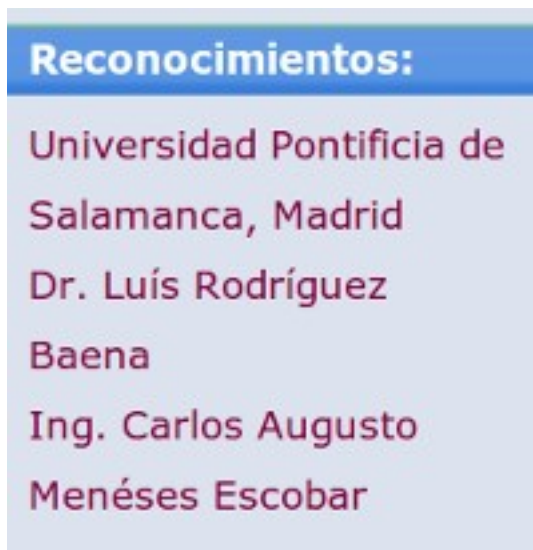 Reconocimientos:
Universidad Pontificia de
Salamanca, Madrid
Dr. Luís Rodríguez
Baena
Ing. Carlos Augusto
Menéses Escobar